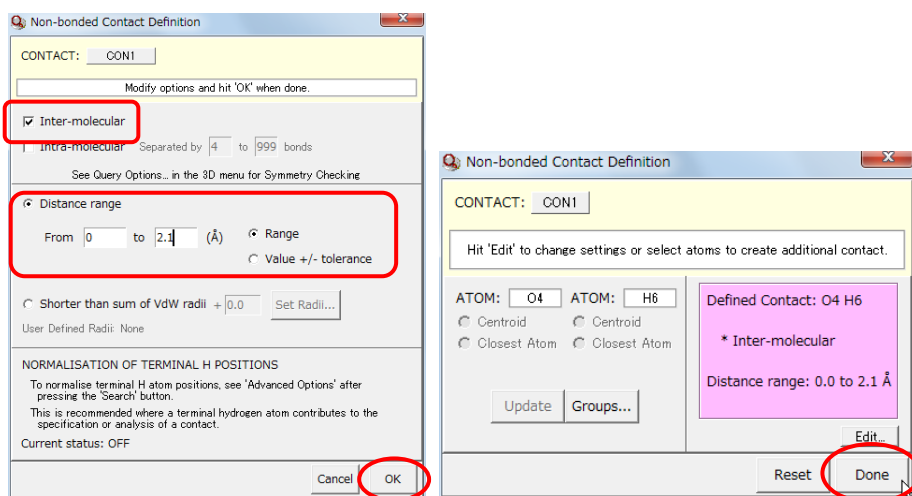 Non-bonded Contact Definition
CONTACT: CON1
Modify options and hit 'OK' when done.
Inter-molecular
Intra-molecular Separated by 4 to 999 bonds
See Query Options... in the 3D menu for Symmetry Checking
Distance range
From 0 to 2.1 (Å) Range
Value +/- tolerance
Shorter than sum of VdW radii + 0.0 Set Radii...
User Defined Radii: None
NORMALISATION OF TERMINAL H POSITIONS
To normalise terminal H atom positions, see 'Advanced Options' after
pressing the 'Search' button.
This is recommended where a terminal hydrogen atom contributes to the
specification or analysis of a contact.
Current status: OFF
Cancel OK
Non-bonded Contact Definition
CONTACT: CON1
Hit 'Edit' to change settings or select atoms to create additional contact.
ATOM: O4 ATOM: H6
Centroid Centroid
Closest Atom Closest Atom
Update Groups...
Defined Contact: O4 H6
* Inter-molecular
Distance range: 0.0 to 2.1 Å
Edit...
Reset Done